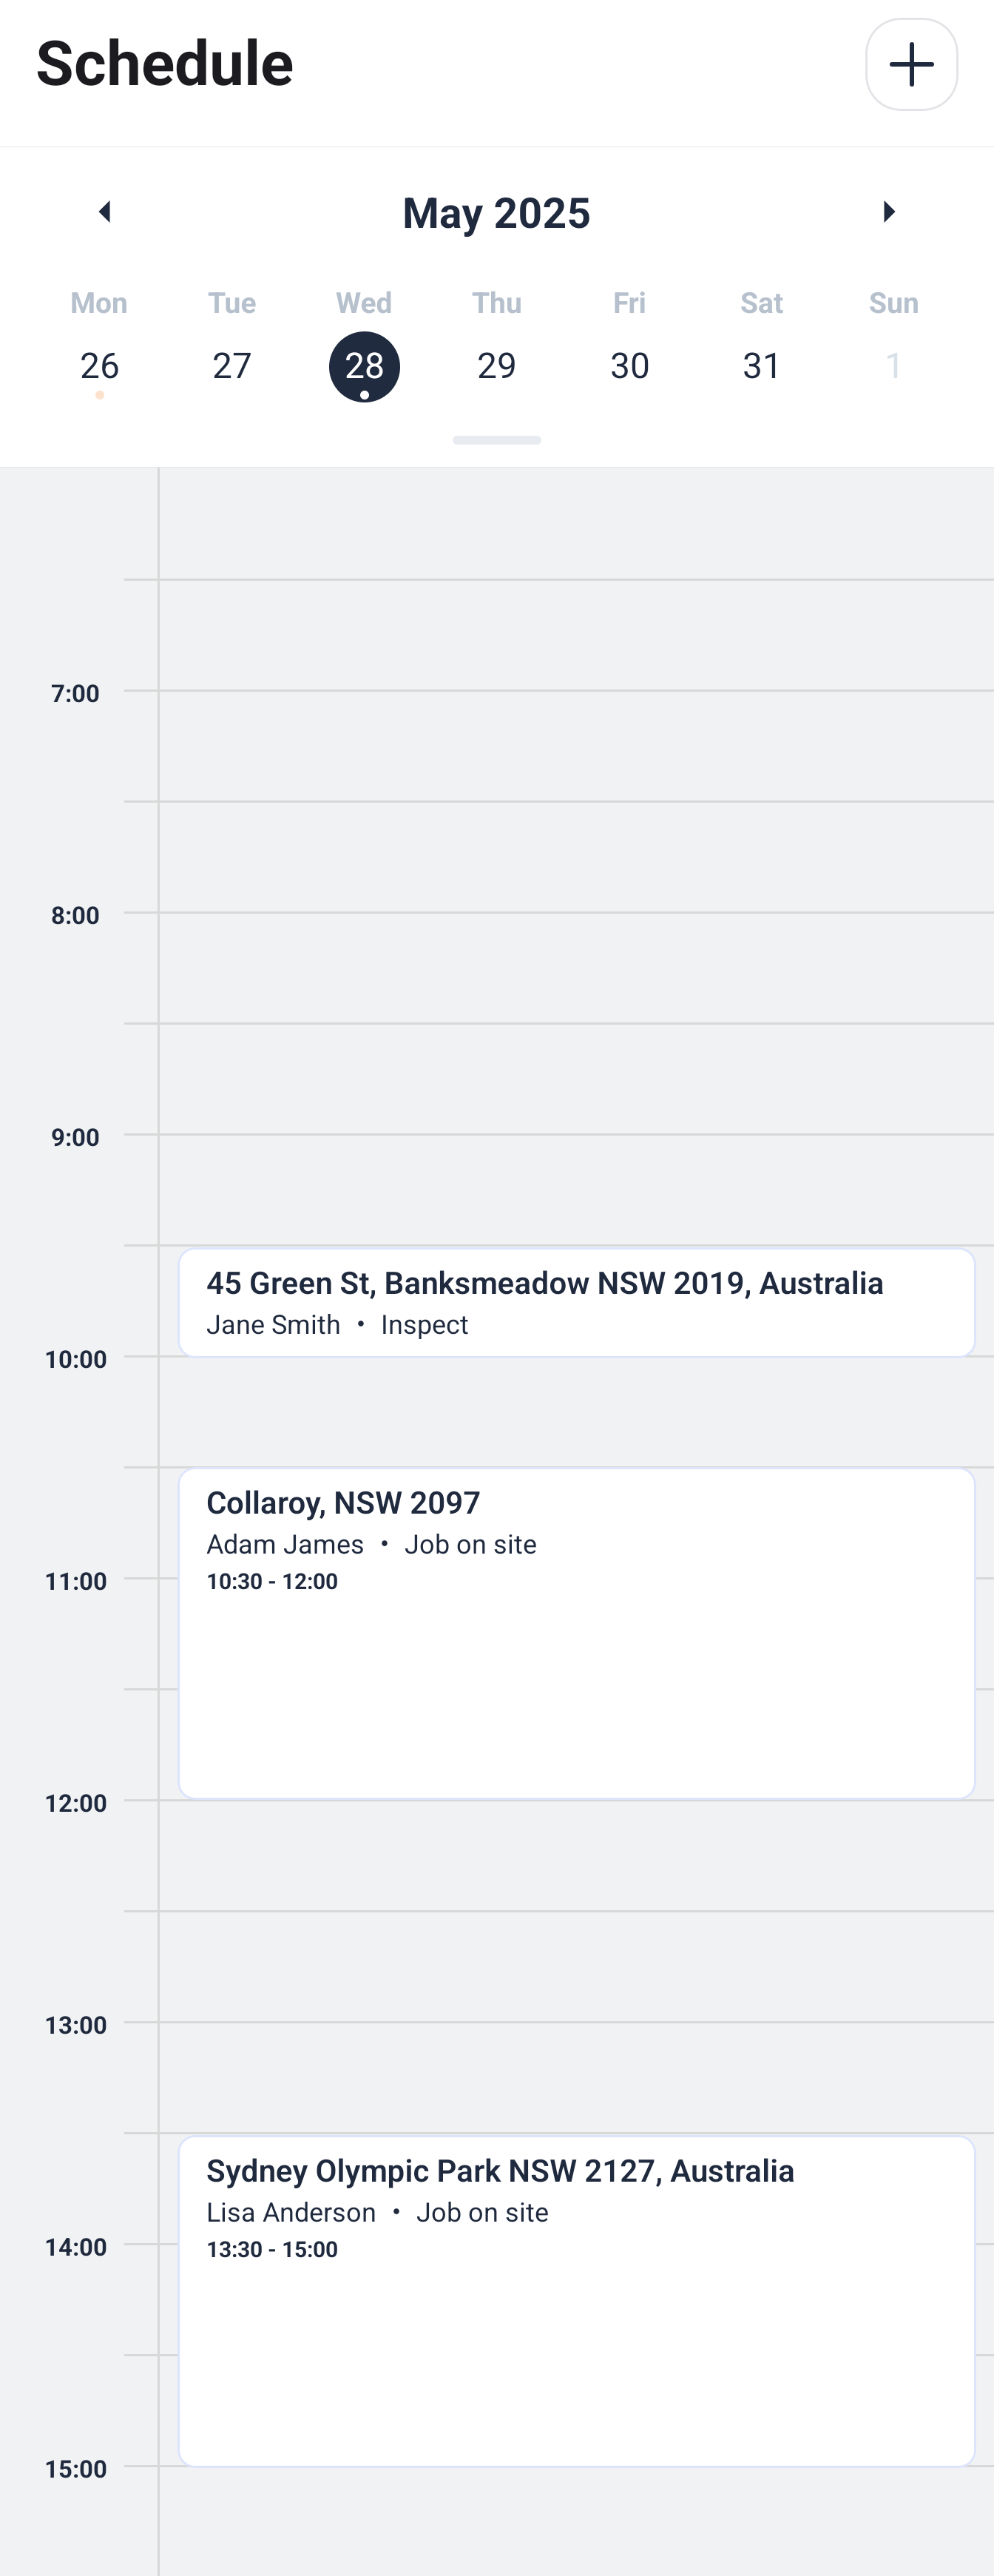 Schedule
May 2025
Mon Tue Wed Thu Fri Sat Sun
26 27 28 29 30 31 1
7:00
8:00
9:00
45 Green St, Banksmeadow NSW 2019, Australia
Jane Smith • Inspect
10:00
Collaroy, NSW 2097
Adam James • Job on site
11:00 10:30 - 12:00
12:00
13:00
Sydney Olympic Park NSW 2127, Australia
Lisa Anderson • Job on site
14:00 13:30 - 15:00
15:00